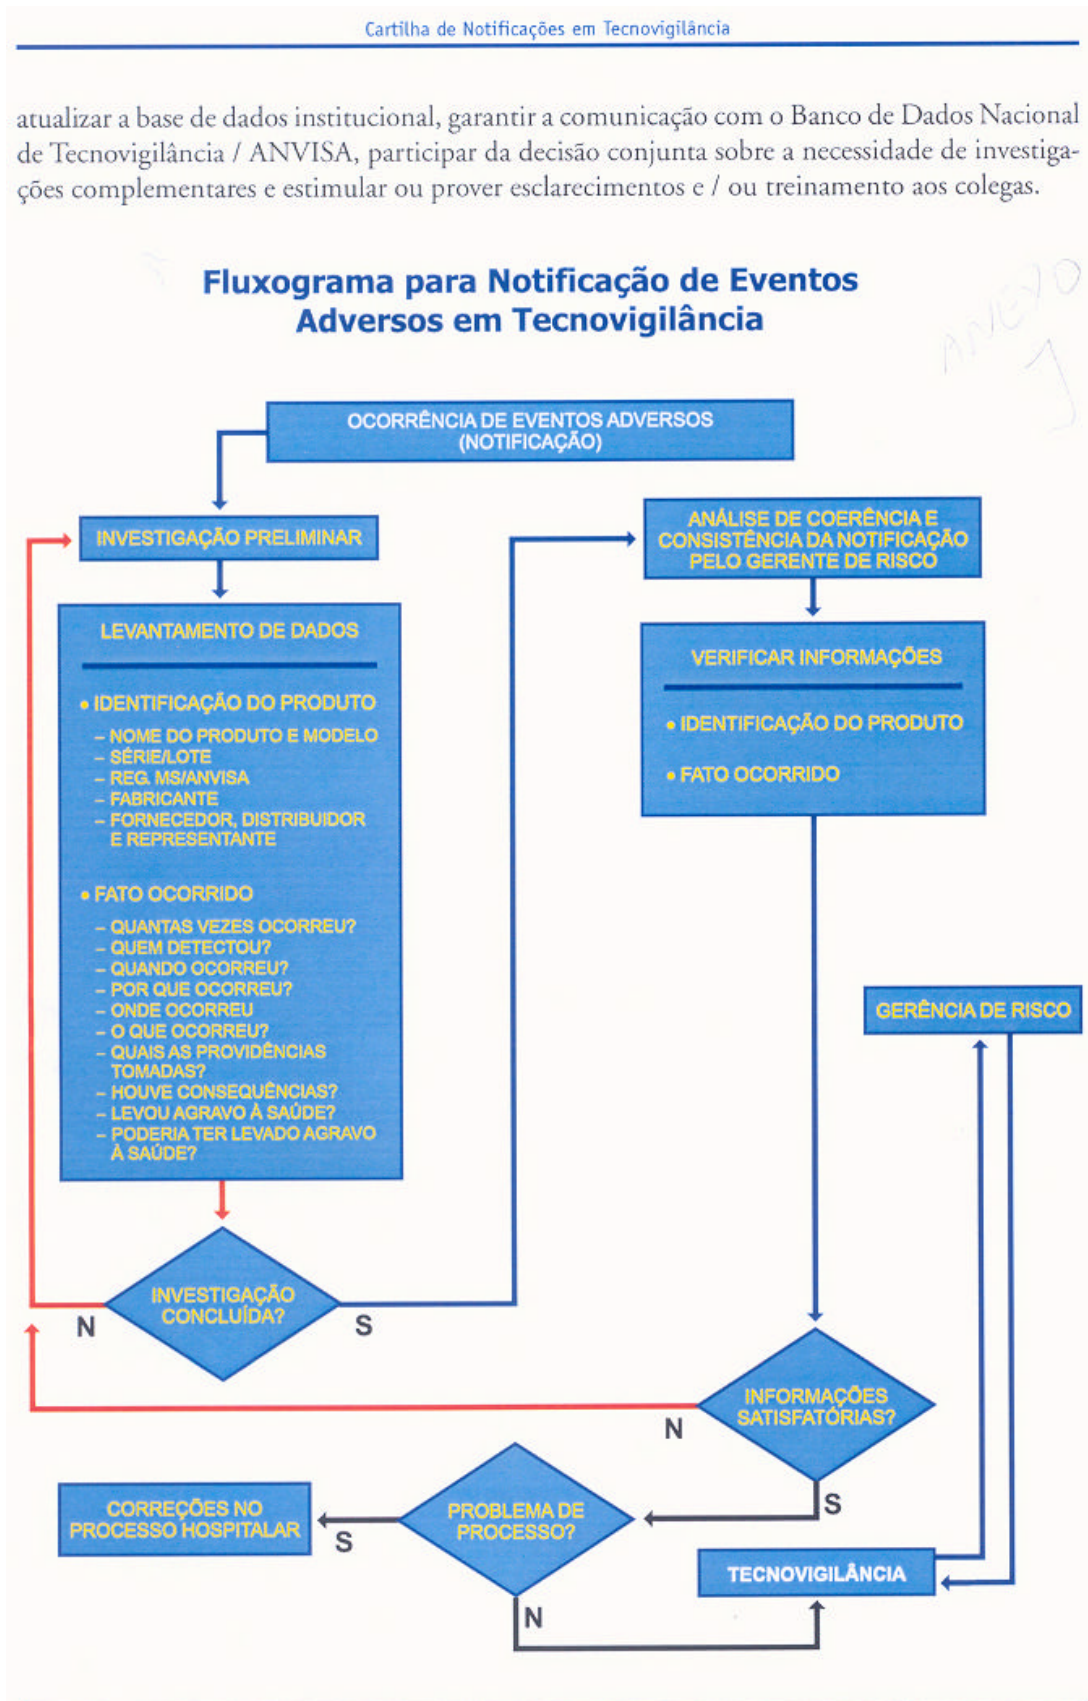 Cartilha de Notificações em Tecnovigilância
atualizar a base de dados institucional, garantir a comunicação com o Banco de Dados Nacional
de Tecnovigilância / ANVISA, participar da decisão conjunta sobre a necessidade de investiga-
ções complementares e estimular ou prover esclarecimentos e / ou treinamento aos colegas.
Fluxograma para Notificação de Eventos
Adversos em Tecnovigilância
ANEXO
1
OCORRÊNCIA DE EVENTOS ADVERSOS
(NOTIFICAÇÃO)
INVESTIGAÇÃO PRELIMINAR
LEVANTAMENTO DE DADOS
• IDENTIFICAÇÃO DO PRODUTO
– NOME DO PRODUTO E MODELO
– SÉRIE/LOTE
– REG. MS/ANVISA
– FABRICANTE
– FORNECEDOR, DISTRIBUIDOR
E REPRESENTANTE
• FATO OCORRIDO
– QUANTAS VEZES OCORREU?
– QUEM DETECTOU?
– QUANDO OCORREU?
– POR QUE OCORREU?
– ONDE OCORREU
– O QUE OCORREU?
– QUAIS AS PROVIDÊNCIAS
TOMADAS?
– HOUVE CONSEQUÊNCIAS?
– LEVOU AGRAVO À SAÚDE?
– PODERIA TER LEVADO AGRAVO
À SAÚDE?
INVESTIGAÇÃO
CONCLUÍDA?
N
S
ANÁLISE DE COERÊNCIA E
CONSISTÊNCIA DA NOTIFICAÇÃO
PELO GERENTE DE RISCO
VERIFICAR INFORMAÇÕES
• IDENTIFICAÇÃO DO PRODUTO
• FATO OCORRIDO
GERÊNCIA DE RISCO
INFORMAÇÕES
SATISFATÓRIAS?
N
S
PROBLEMA DE
PROCESSO?
S
CORREÇÕES NO
PROCESSO HOSPITALAR
N
TECNOVIGILÂNCIA